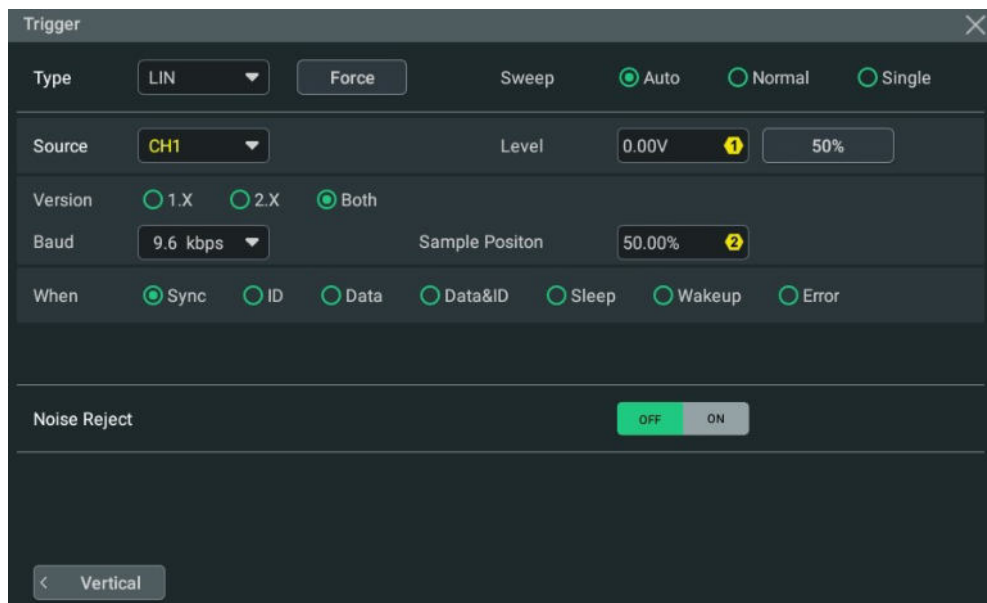 Trigger
Type LIN Force Sweep Auto Normal Single
Source CH1 Level 0.00V 1 50%
Version 1.X 2.X Both
Baud 9.6 kbps Sample Positon 50.00% 2
When Sync ID Data Data&ID Sleep Wakeup Error
Noise Reject OFF ON
< Vertical